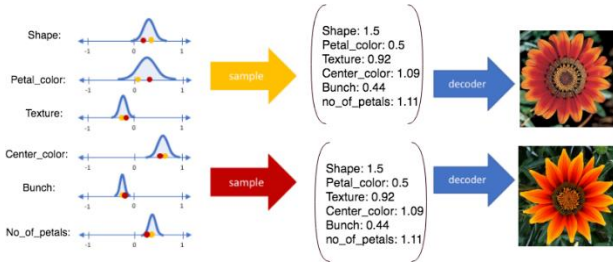 Shape:
-1 0 1
Petal_color:
-1 0 1
Texture:
-1 0 1
Center_color:
-1 0 1
Bunch:
-1 0 1
No_of_petals:
-1 0 1
sample
Shape: 1.5
Petal_color: 0.5
Texture: 0.92
Center_color: 1.09
Bunch: 0.44
no_of_petals: 1.11
decoder
sample
Shape: 1.5
Petal_color: 0.5
Texture: 0.92
Center_color: 1.09
Bunch: 0.44
no_of_petals: 1.11
decoder